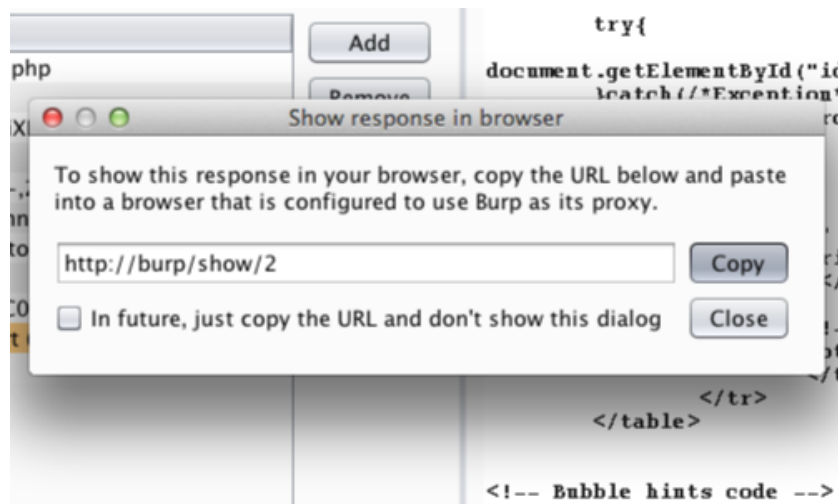 try{
Add
php
document.getElementById("id
Remove
}catch(/*Exception*
Show response in browser
To show this response in your browser, copy the URL below and paste
into a browser that is configured to use Burp as its proxy.
http://burp/show/2
Copy
In future, just copy the URL and don't show this dialog
Close
</tr>
</table>
<!-- Bubble hints code -->